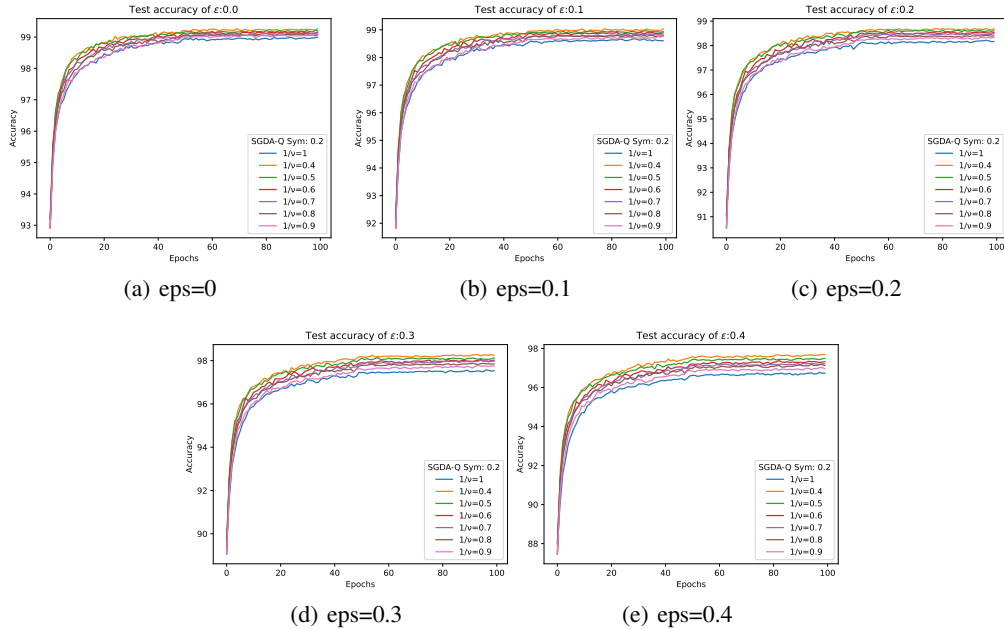 Test accuracy of ε:0.0
Accuracy
99
98
97
96
95
94
93
SGDA-Q Sym: 0.2
1/ν=1
1/ν=0.4
1/ν=0.5
1/ν=0.6
1/ν=0.7
1/ν=0.8
1/ν=0.9
0 20 40 60 80 100
Epochs
(a) eps=0
Test accuracy of ε:0.1
Accuracy
99
98
97
96
95
94
93
92
SGDA-Q Sym: 0.2
1/ν=1
1/ν=0.4
1/ν=0.5
1/ν=0.6
1/ν=0.7
1/ν=0.8
1/ν=0.9
0 20 40 60 80 100
Epochs
(b) eps=0.1
Test accuracy of ε:0.2
Accuracy
99
98
97
96
95
94
93
92
91
SGDA-Q Sym: 0.2
1/ν=1
1/ν=0.4
1/ν=0.5
1/ν=0.6
1/ν=0.7
1/ν=0.8
1/ν=0.9
0 20 40 60 80 100
Epochs
(c) eps=0.2
Test accuracy of ε:0.3
Accuracy
98
96
94
92
90
SGDA-Q Sym: 0.2
1/ν=1
1/ν=0.4
1/ν=0.5
1/ν=0.6
1/ν=0.7
1/ν=0.8
1/ν=0.9
0 20 40 60 80 100
Epochs
(d) eps=0.3
Test accuracy of ε:0.4
Accuracy
98
96
94
92
90
88
SGDA-Q Sym: 0.2
1/ν=1
1/ν=0.4
1/ν=0.5
1/ν=0.6
1/ν=0.7
1/ν=0.8
1/ν=0.9
0 20 40 60 80 100
Epochs
(e) eps=0.4